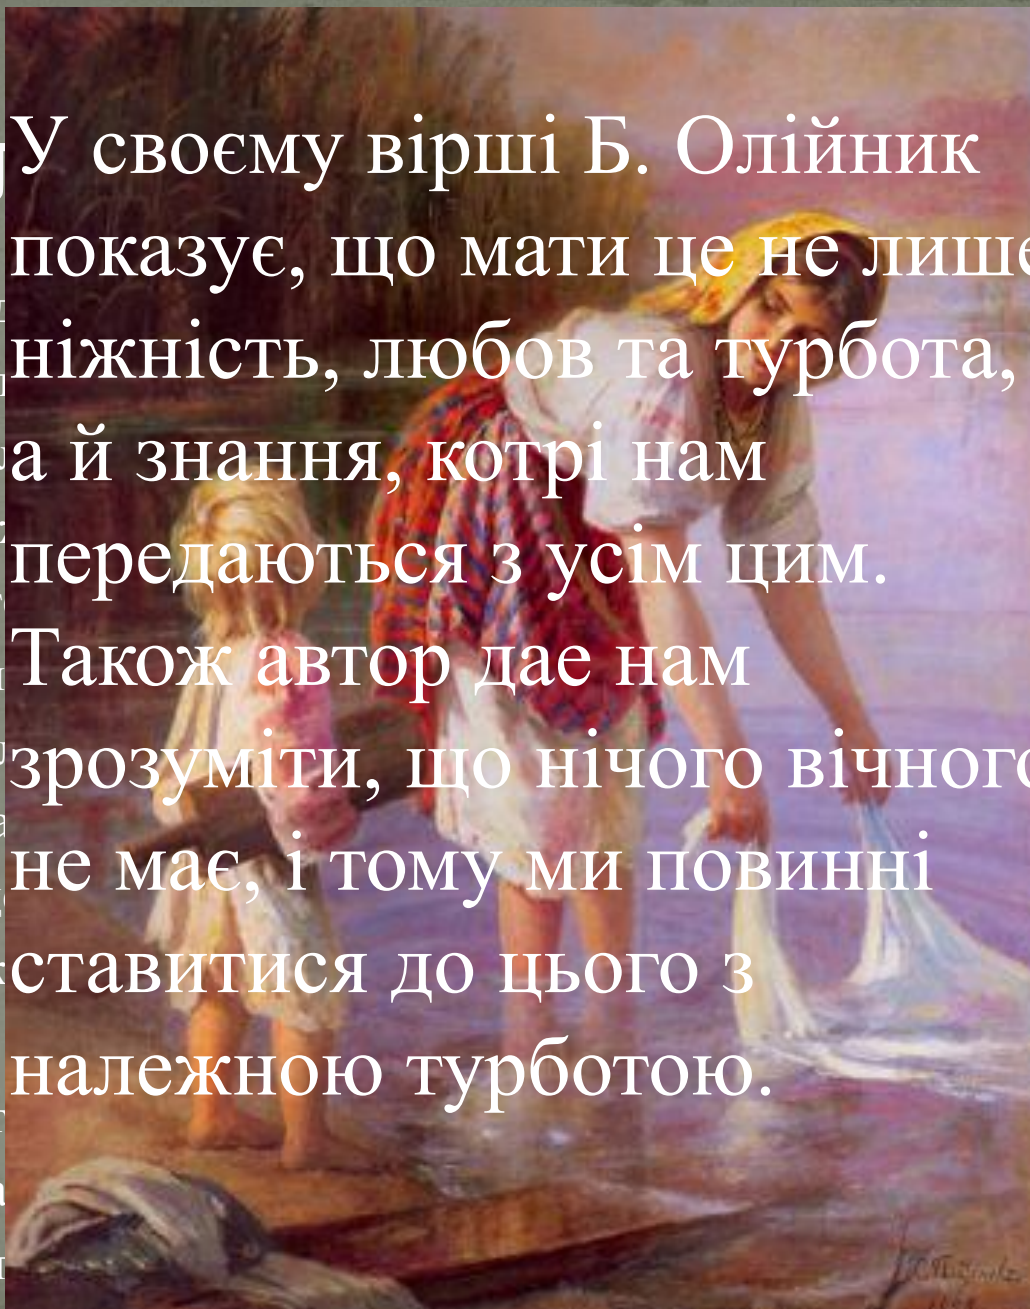 У своєму вірші Б. Олійник
показує, що мати це не лише
ніжність, любов та турбота,
а й знання, котрі нам
передаються з усім цим.
Також автор дає нам
зрозуміти, що нічого вічного
не має, і тому ми повинні
ставитися до цього з
належною турботою.